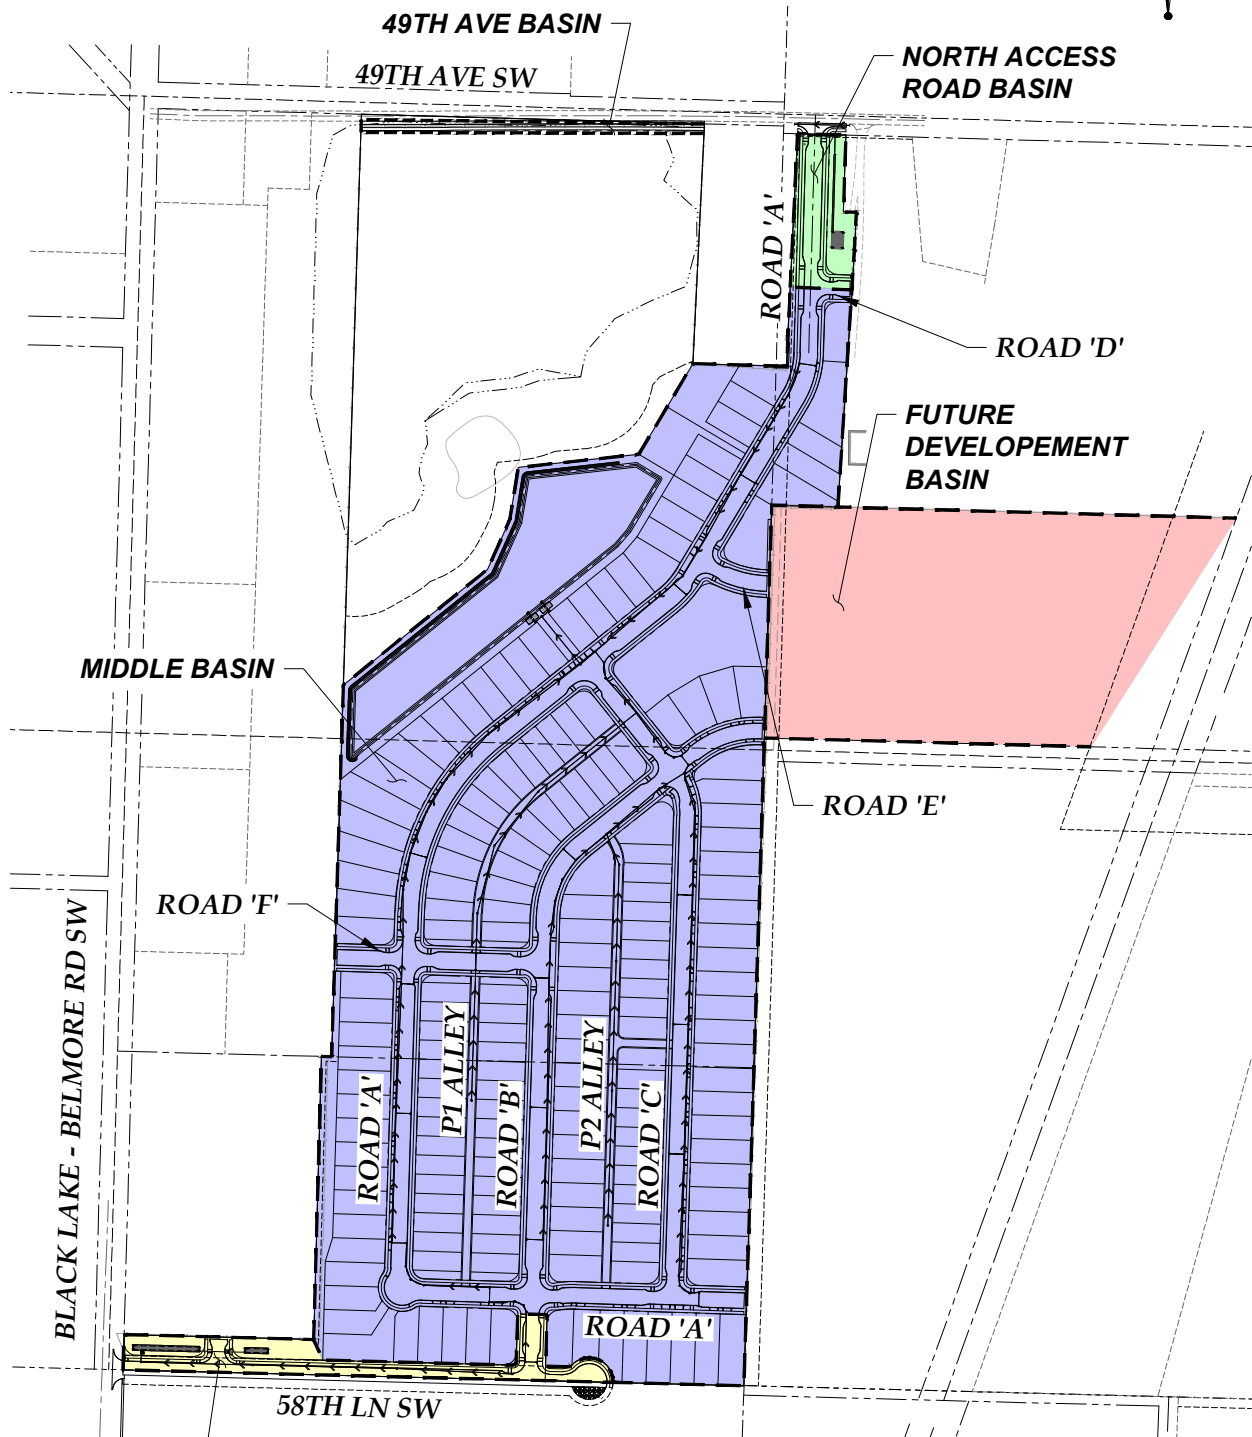 49TH AVE BASIN
49TH AVE SW
NORTH ACCESS
ROAD BASIN
ROAD 'A'
ROAD 'D'
FUTURE
DEVELOPEMENT
BASIN
MIDDLE BASIN
ROAD 'E'
ROAD 'F'
BLACK LAKE - BELMORE RD SW
ROAD 'A'
P1 ALLEY
ROAD 'B'
P2 ALLEY
ROAD 'C'
ROAD 'A'
58TH LN SW